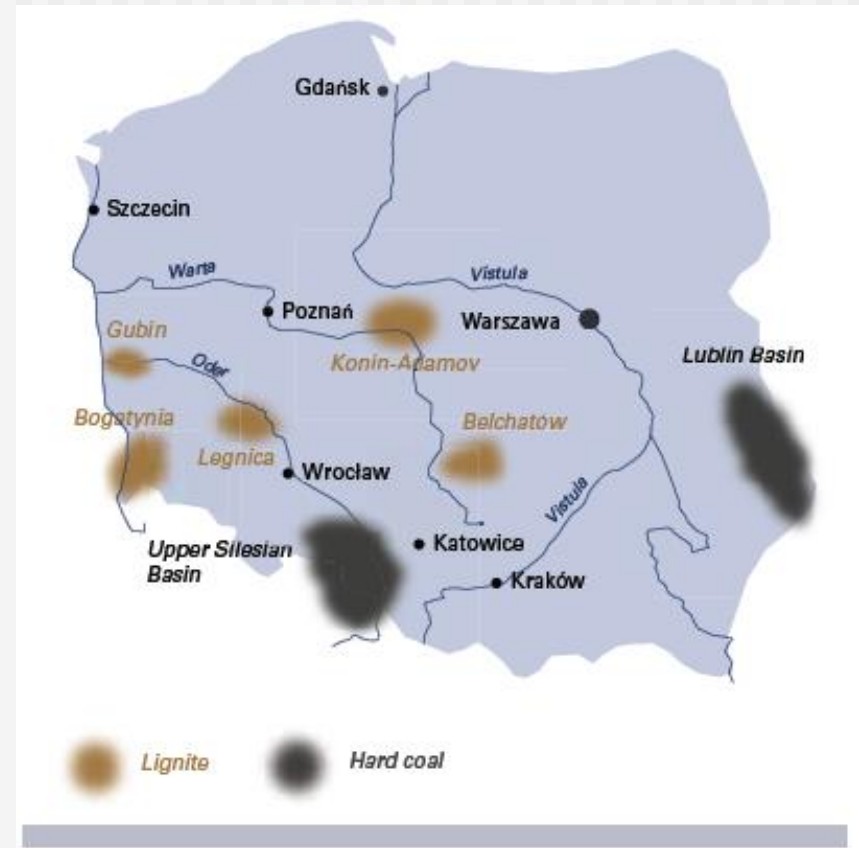 Gdańsk
Szczecin
Warta
Vistula
Poznań
Warszawa
Gubin
Konin-Adamov
Lublin Basin
Oder
Bogatynia
Belchatów
Legnica
Wrocław
Vistula
Katowice
Upper Silesian
Basin
Kraków
Lignite
Hard coal